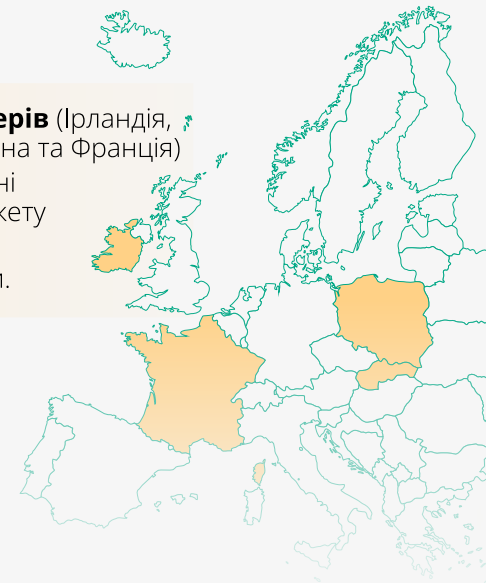 ерів (Ірландія,
на та Франція)
ні
кету